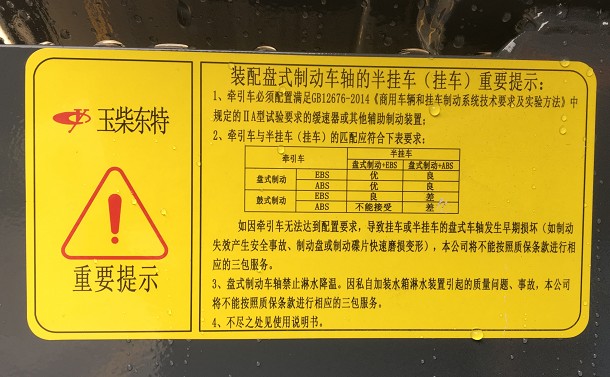 玉柴东特
重要提示
装配盘式制动车轴的半挂车（挂车）重要提示：
1、牵引车必须配置满足GB12676-2014《商用车辆和挂车制动系统技术要求及实验方法》中
规定的ⅡA型试验要求的缓速器或其他辅助制动装置；
2、牵引车与半挂车（挂车）的匹配应符合下表要求：
牵引车 半挂车
盘式制动+EBS 盘式制动+ABS
盘式制动 EBS 优 良
ABS 优 良
鼓式制动 EBS 良 差
ABS 不能接受 差
如因牵引车无法达到配置要求，导致挂车或半挂车的盘式车轴发生早期损坏（如制动
失效产生安全事故、制动盘或制动碟片快速磨损变形），本公司将不能按照质保条款进行相
应的三包服务。
3、盘式制动车轴禁止淋水降温。因私自加装水箱淋水装置引起的质量问题、事故，本公司
将不能按照质保条款进行相应的三包服务。
4、不尽之处见使用说明书。